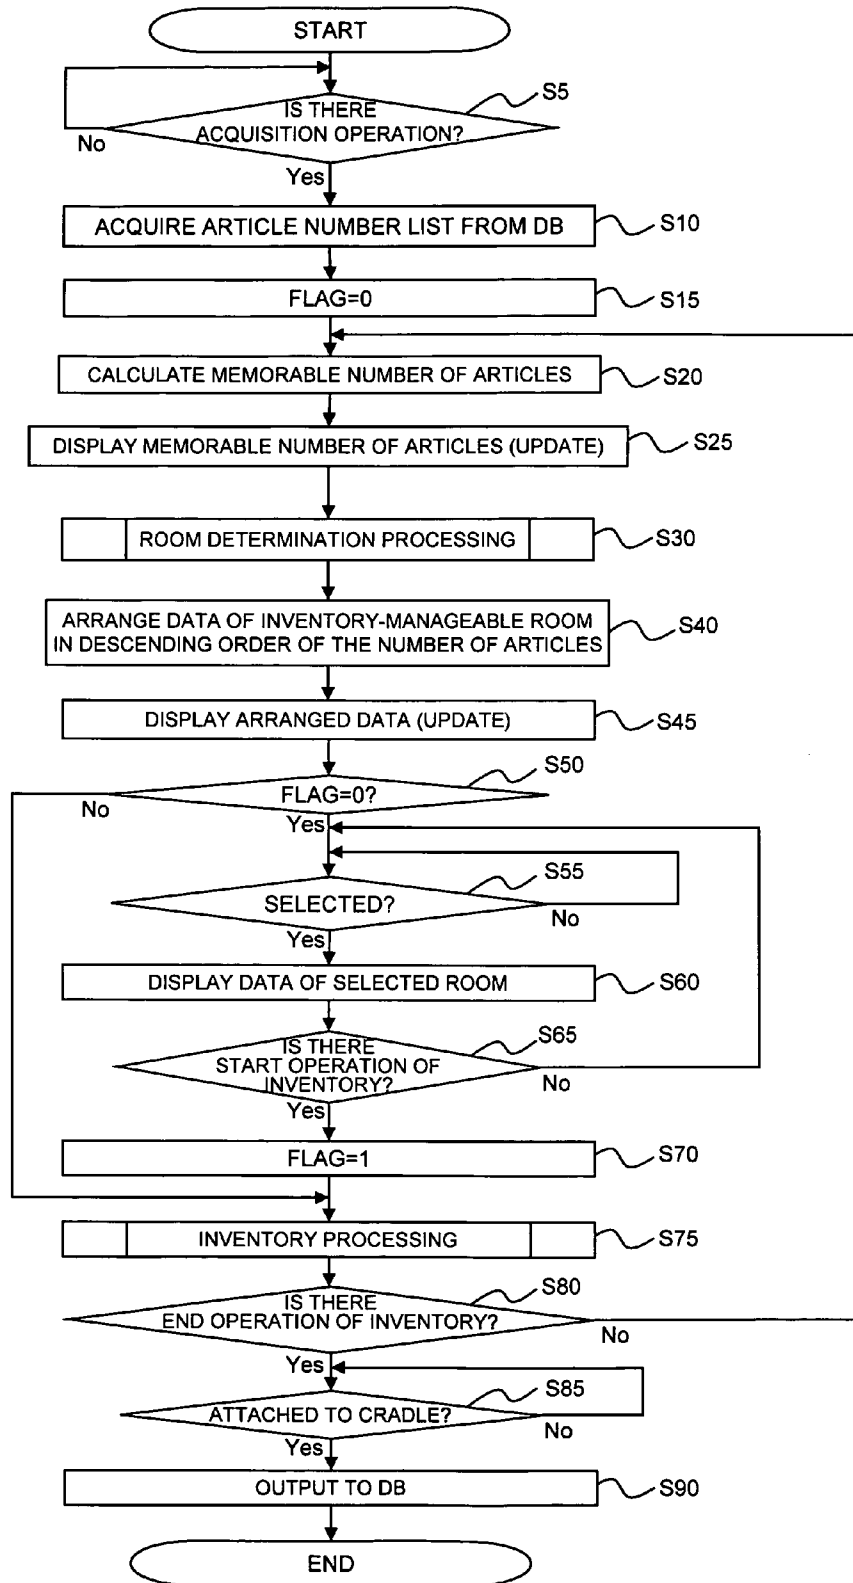 START
IS THERE
ACQUISITION OPERATION?
S5
No
Yes
ACQUIRE ARTICLE NUMBER LIST FROM DB
S10
FLAG=0
S15
CALCULATE MEMORABLE NUMBER OF ARTICLES
S20
DISPLAY MEMORABLE NUMBER OF ARTICLES (UPDATE)
S25
ROOM DETERMINATION PROCESSING
S30
ARRANGE DATA OF INVENTORY-MANAGEABLE ROOM
IN DESCENDING ORDER OF THE NUMBER OF ARTICLES
S40
DISPLAY ARRANGED DATA (UPDATE)
S45
FLAG=0?
S50
No
Yes
SELECTED?
S55
No
Yes
DISPLAY DATA OF SELECTED ROOM
S60
IS THERE
START OPERATION OF
INVENTORY?
S65
No
Yes
FLAG=1
S70
INVENTORY PROCESSING
S75
IS THERE
END OPERATION OF INVENTORY?
S80
No
Yes
ATTACHED TO CRADLE?
S85
No
Yes
OUTPUT TO DB
S90
END